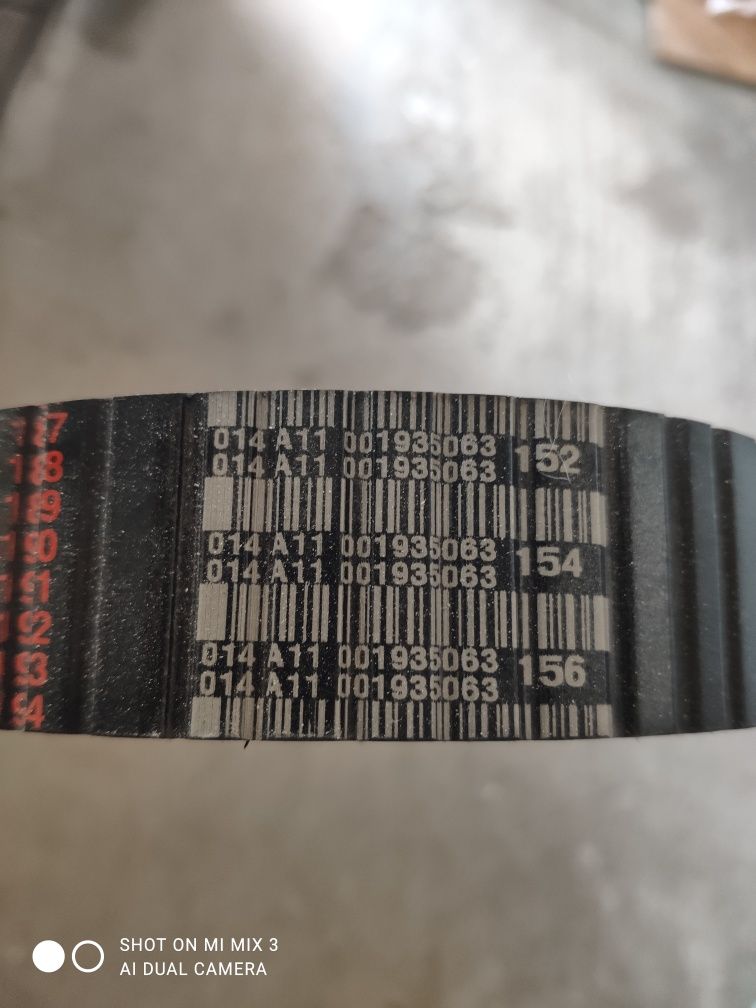 014 A11 001935063 152
014 A11 001935063
014 A11 001935063 154
014 A11 001935063
014 A11 001935063 156
014 A11 001935063
SHOT ON MI MIX 3
AI DUAL CAMERA